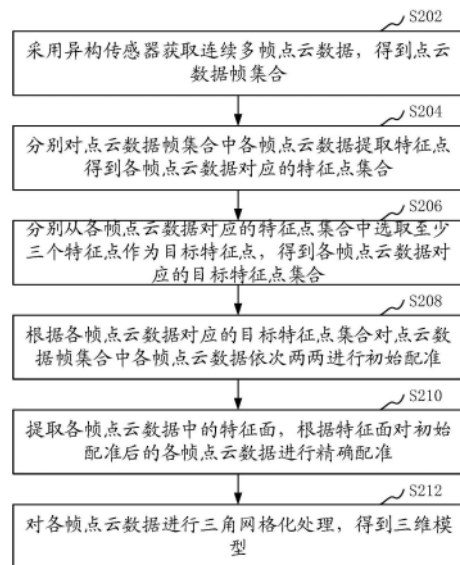 S202
采用异构传感器获取连续多帧点云数据，得到点云
数据帧集合
S204
分别对点云数据帧集合中各帧点云数据提取特征点
得到各帧点云数据对应的特征点集合
S206
分别从各帧点云数据对应的特征点集合中选取至少
三个特征点作为目标特征点，得到各帧点云数据对
应的目标特征点集合
S208
根据各帧点云数据对应的目标特征点集合对点云数
据帧集合中各帧点云数据依次两两进行初始配准
S210
提取各帧点云数据中的特征面，根据特征面对初始
配准后的各帧点云数据进行精确配准
S212
对各帧点云数据进行三角网格化处理，得到三维模
型